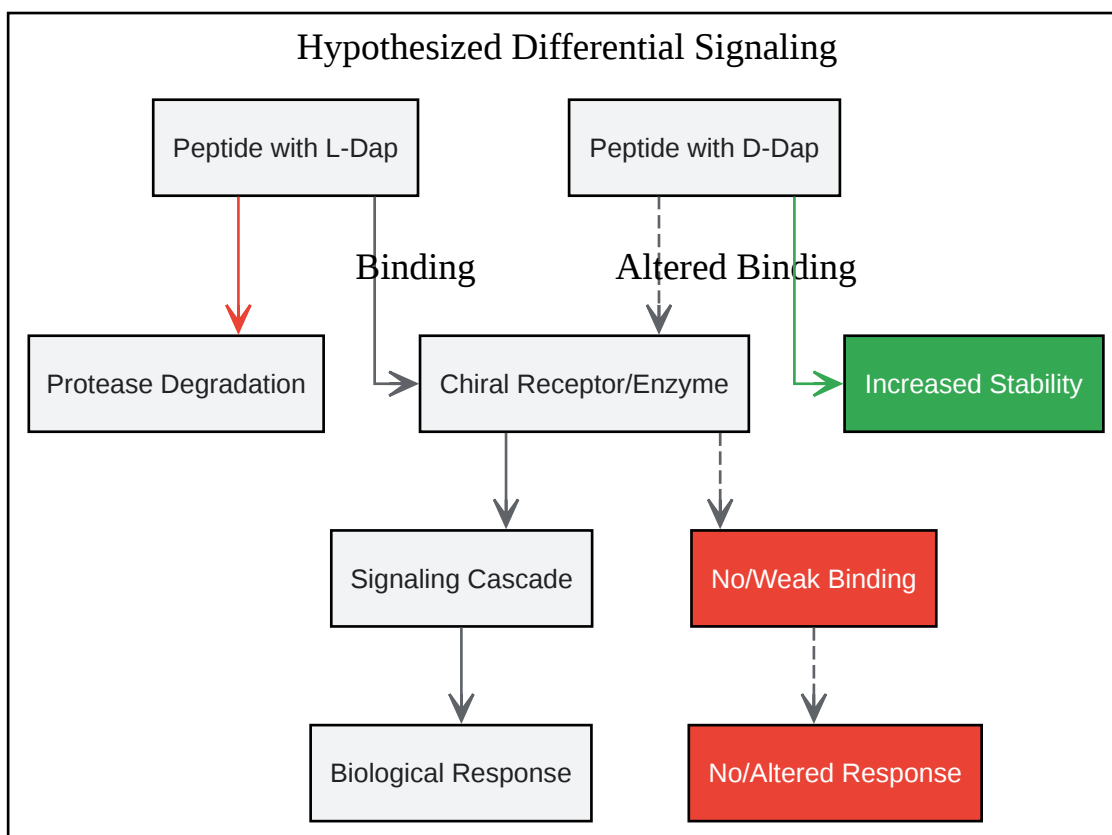 Hypothesized Differential Signaling
Peptide with L-Dap
Peptide with D-Dap
Binding
Altered Binding
Protease Degradation
Chiral Receptor/Enzyme
Increased Stability
Signaling Cascade
No/Weak Binding
Biological Response
No/Altered Response